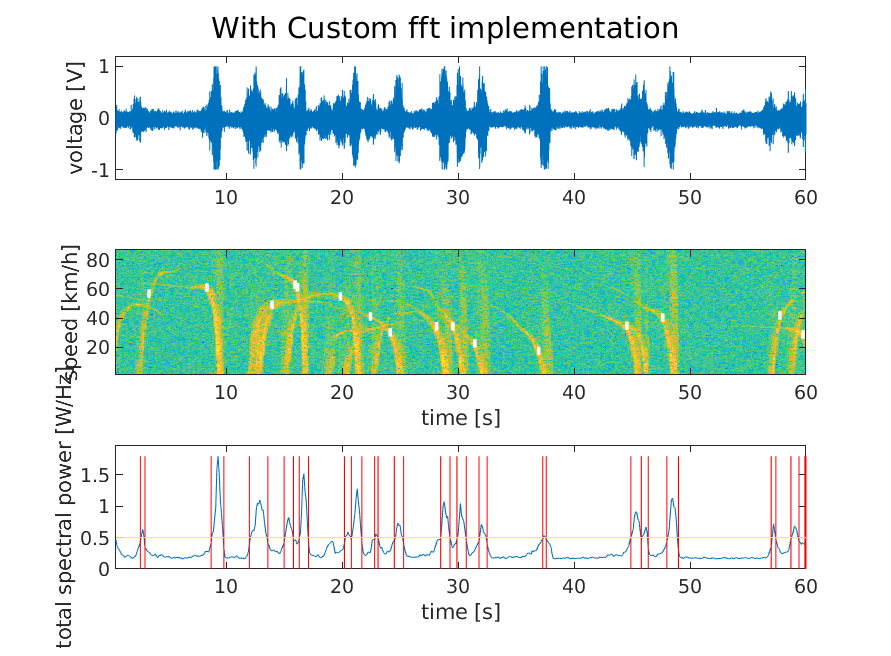 With Custom fft implementation
voltage [V]
1
0
-1
10 20 30 40 50 60
speed [km/h]
80
60
40
20
10 20 30 40 50 60
time [s]
total spectral power [W/Hz]
1.5
1
0.5
0
10 20 30 40 50 60
time [s]